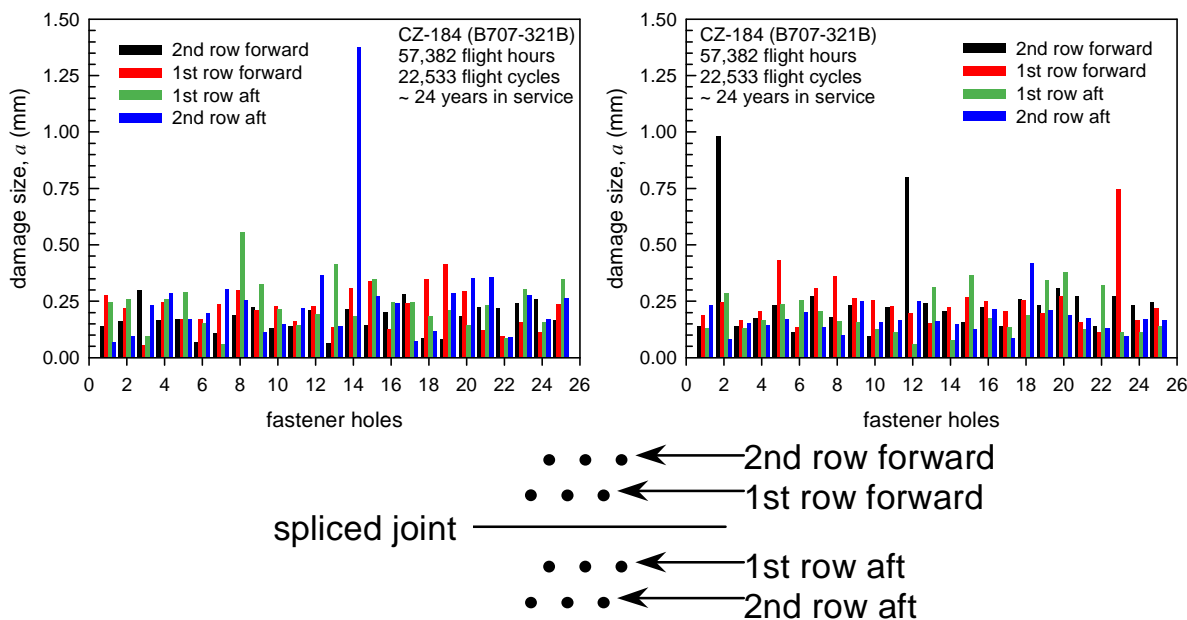 1.50
1.25
1.00
0.75
0.50
0.25
0.00
damage size, a (mm)
2nd row forward
1st row forward
1st row aft
2nd row aft
CZ-184 (B707-321B)
57,382 flight hours
22,533 flight cycles
~ 24 years in service
0 2 4 6 8 10 12 14 16 18 20 22 24 26
fastener holes
1.50
1.25
1.00
0.75
0.50
0.25
0.00
damage size, a (mm)
CZ-184 (B707-321B)
57,382 flight hours
22,533 flight cycles
~ 24 years in service
2nd row forward
1st row forward
1st row aft
2nd row aft
0 2 4 6 8 10 12 14 16 18 20 22 24 26
fastener holes
2nd row forward
1st row forward
spliced joint
1st row aft
2nd row aft